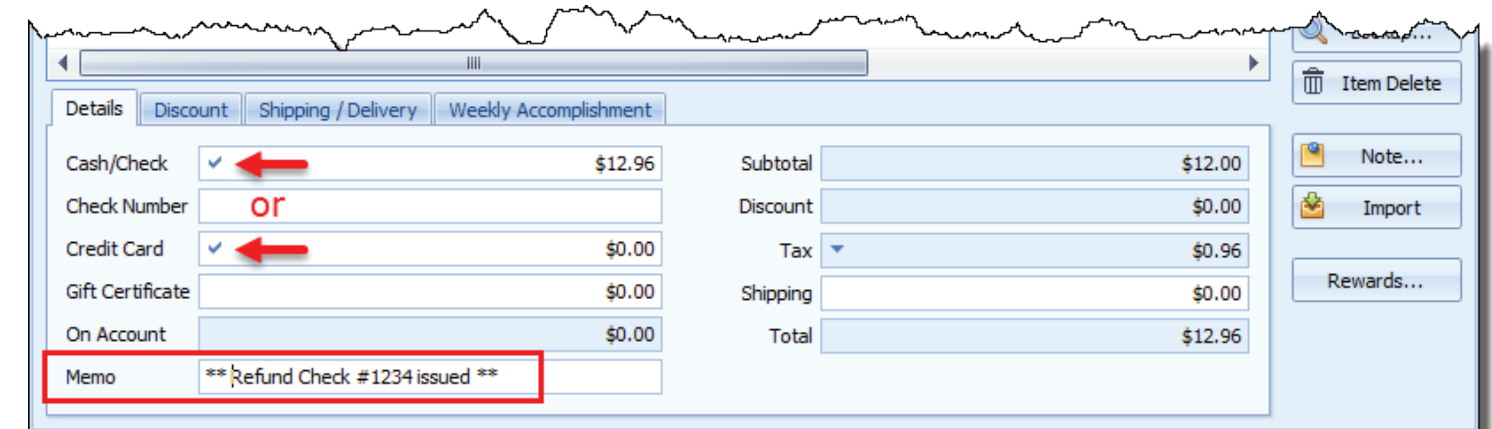 Item Delete
Details Discount Shipping / Delivery Weekly Accomplishment
Cash/Check $12.96 Subtotal $12.00 Note...
Check Number or Discount $0.00 Import
Credit Card $0.00 Tax $0.96
Gift Certificate $0.00 Shipping $0.00 Rewards...
On Account $0.00 Total $12.96
Memo ** Refund Check #1234 issued **